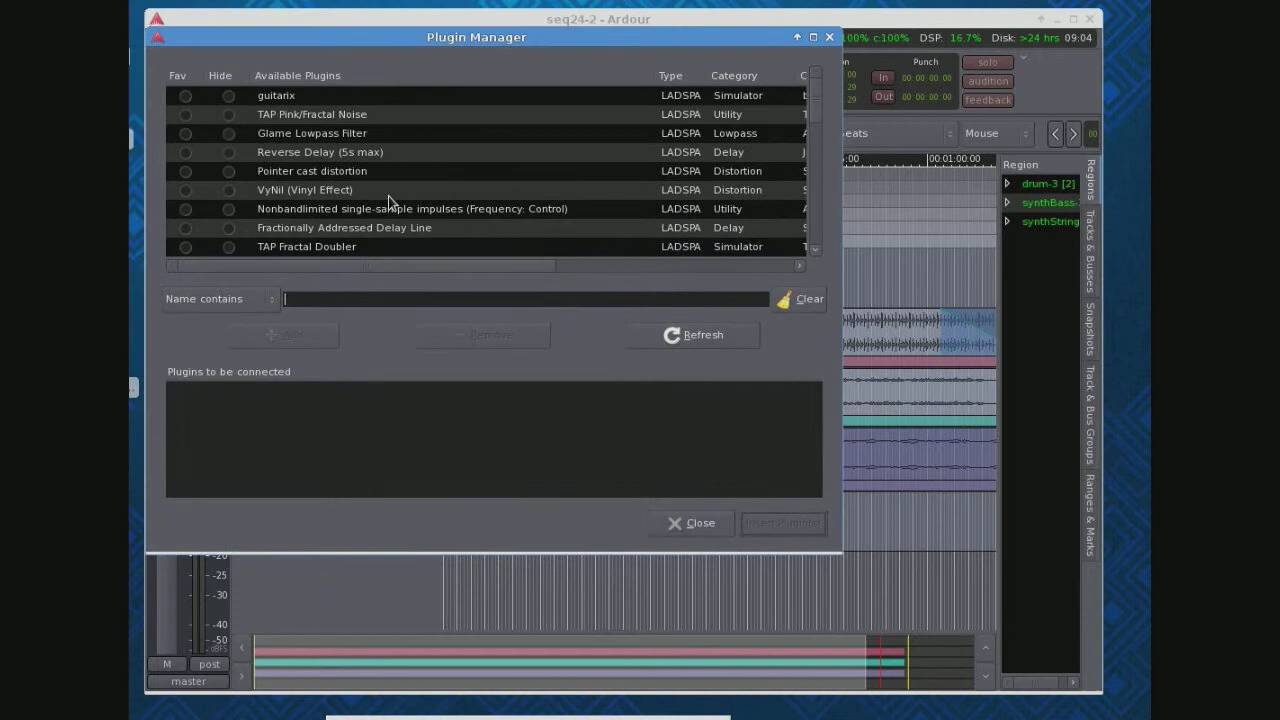 seq24-2 - Ardour
Plugin Manager
100% c:100% DSP: 16.7% Disk: >24 hrs 09:04
Punch
solo
In 00:00:00:00
audition
Out 00:00:00:00
feedback
Fav Hide Available Plugins Type Category
guitarix LADSPA Simulator
TAP Pink/Fractal Noise LADSPA Utility
Glame Lowpass Filter LADSPA Lowpass
Reverse Delay (5s max) LADSPA Delay
Pointer cast distortion LADSPA Distortion
VyNil (Vinyl Effect) LADSPA Distortion
Nonbandlimited single-sample impulses (Frequency: Control) LADSPA Utility
Fractionally Addressed Delay Line LADSPA Delay
TAP Fractal Doubler LADSPA Simulator
eats Mouse
00:01:00:00
Region
drum-3 [2]
synthBass-
synthString
Regions
Tracks & Busses
Snapshots
Track & Bus Groups
Ranges & Marks
Name contains Clear
Add Remove Refresh
Plugins to be connected
Close
-20
-25
-30
-40
-50
dBFS
M post
master